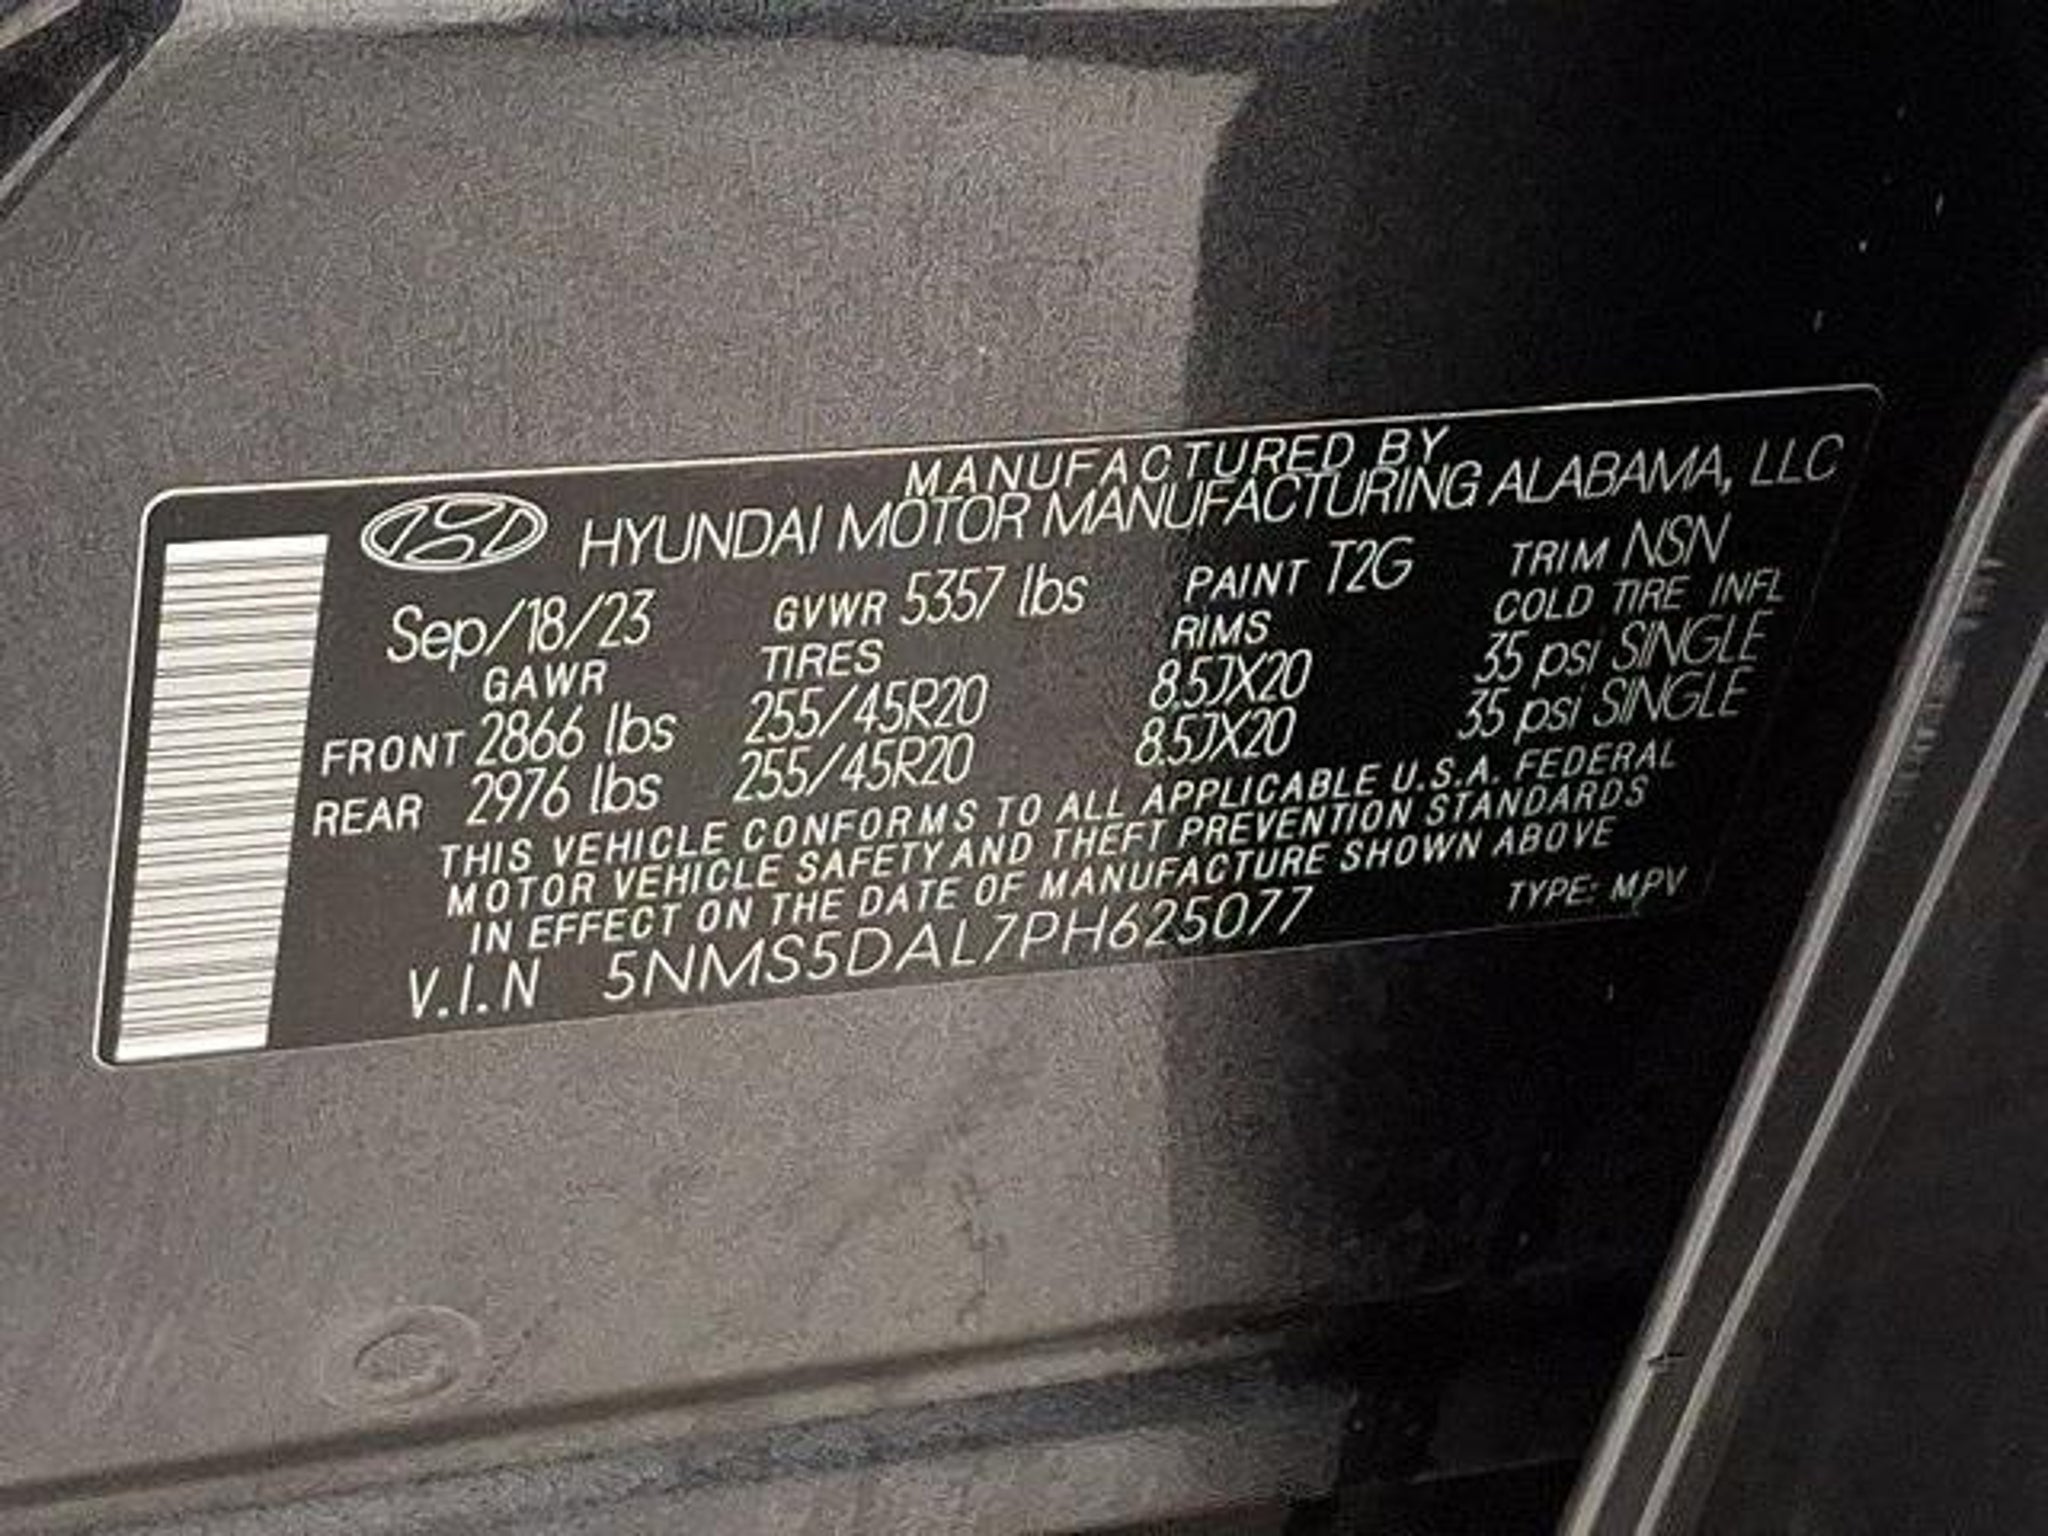 MANUFACTURED BY
HYUNDAI MOTOR MANUFACTURING ALABAMA, LLC
Sep/18/23 GVWR 5357 lbs PAINT T2G TRIM NSN
GAWR TIRES RIMS COLD TIRE INFL
FRONT 2866 lbs 255/45R20 8.5JX20 35 psi SINGLE
REAR 2976 lbs 255/45R20 8.5JX20 35 psi SINGLE
THIS VEHICLE CONFORMS TO ALL APPLICABLE U.S.A. FEDERAL
MOTOR VEHICLE SAFETY AND THEFT PREVENTION STANDARDS
IN EFFECT ON THE DATE OF MANUFACTURE SHOWN ABOVE
V.I.N 5NMS5DAL7PH625077 TYPE: MPV